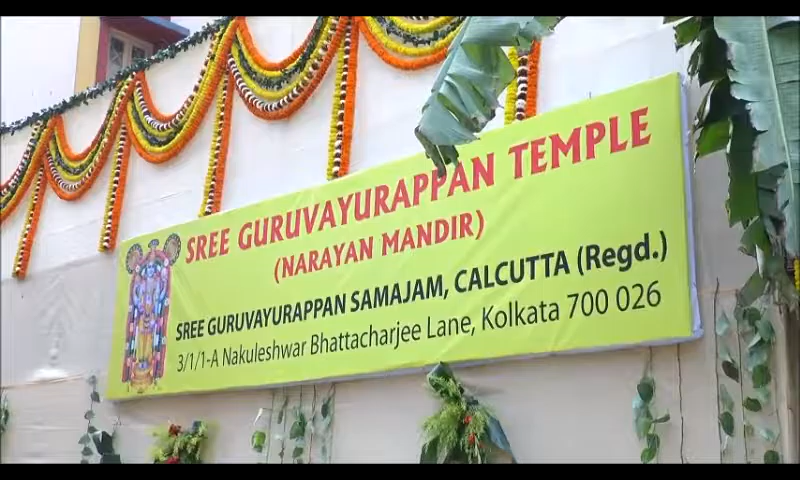 SREE GURUVAYURAPPAN TEMPLE
(NARAYAN MANDIR)
SREE GURUVAYURAPPAN SAMAJAM, CALCUTTA (Regd.)
3/1/1-A Nakuleshwar Bhattacharjee Lane, Kolkata 700 026